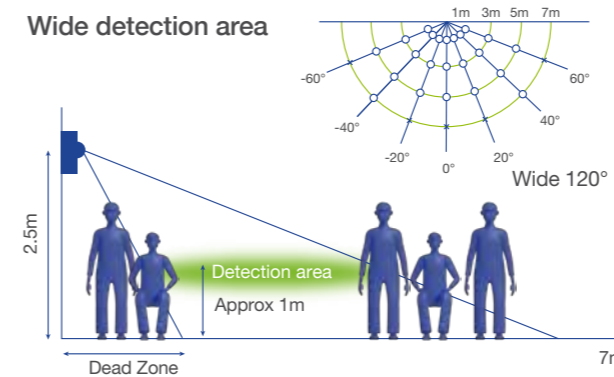 Wide detection area
1m 3m 5m 7m
-60°
60°
-40°
40°
-20°
20°
0°
Wide 120°
2.5m
Detection area
Approx 1m
Dead Zone
7m